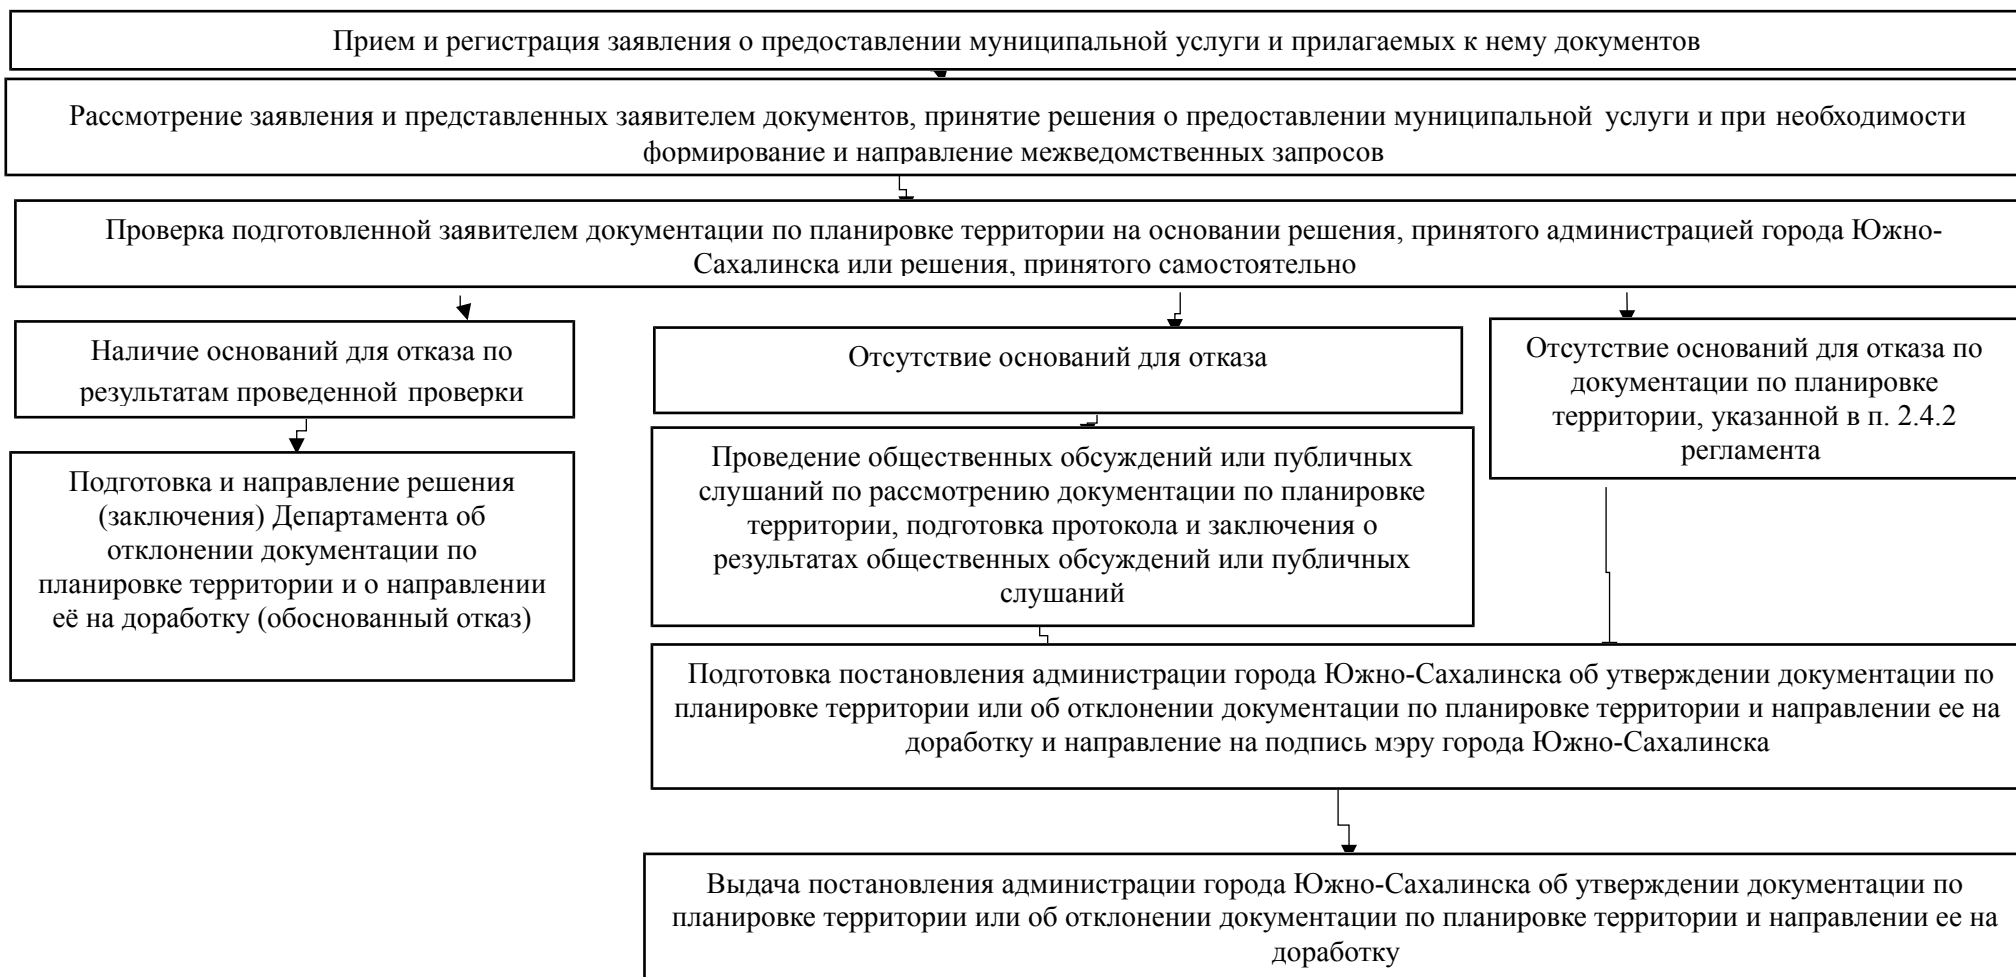 Прием и регистрация заявления о предоставлении муниципальной услуги и прилагаемых к нему документов
Рассмотрение заявления и представленных заявителем документов, принятие решения о предоставлении муниципальной услуги и при необходимости
формирование и направление межведомственных запросов
Проверка подготовленной заявителем документации по планировке территории на основании решения, принятого администрацией города Южно-
Сахалинска или решения, принятого самостоятельно
Наличие оснований для отказа по
результатам проведенной проверки
Отсутствие оснований для отказа
Отсутствие оснований для отказа по
документации по планировке
территории, указанной в п. 2.4.2
регламента
Подготовка и направление решения
(заключения) Департамента об
отклонении документации по
планировке территории и о направлении
её на доработку (обоснованный отказ)
Проведение общественных обсуждений или публичных
слушаний по рассмотрению документации по планировке
территории, подготовка протокола и заключения о
результатах общественных обсуждений или публичных
слушаний
Подготовка постановления администрации города Южно-Сахалинска об утверждении документации по
планировке территории или об отклонении документации по планировке территории и направлении ее на
доработку и направление на подпись мэру города Южно-Сахалинска
Выдача постановления администрации города Южно-Сахалинска об утверждении документации по
планировке территории или об отклонении документации по планировке территории и направлении ее на
доработку